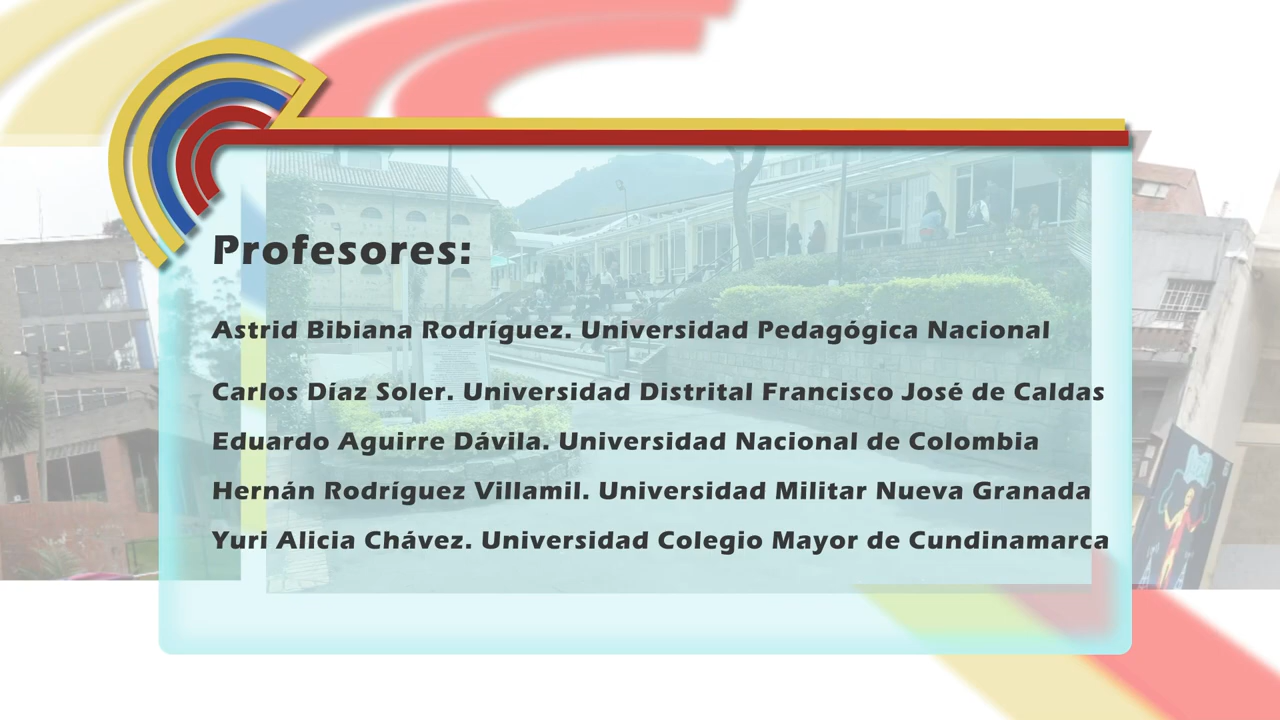 Profesores:
Astrid Bibiana Rodríguez. Universidad Pedagógica Nacional
Carlos Díaz Soler. Universidad Distrital Francisco José de Caldas
Eduardo Aguirre Dávila. Universidad Nacional de Colombia
Hernán Rodríguez Villamil. Universidad Militar Nueva Granada
Yuri Alicia Chávez. Universidad Colegio Mayor de Cundinamarca